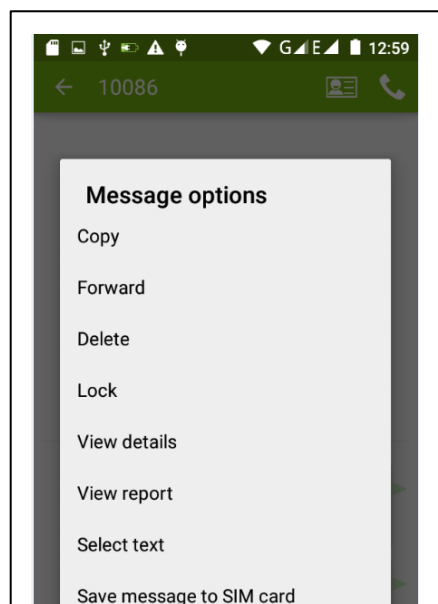 G E 12:59
10086
Message options
Copy
Forward
Delete
Lock
View details
View report
Select text
Save message to SIM card